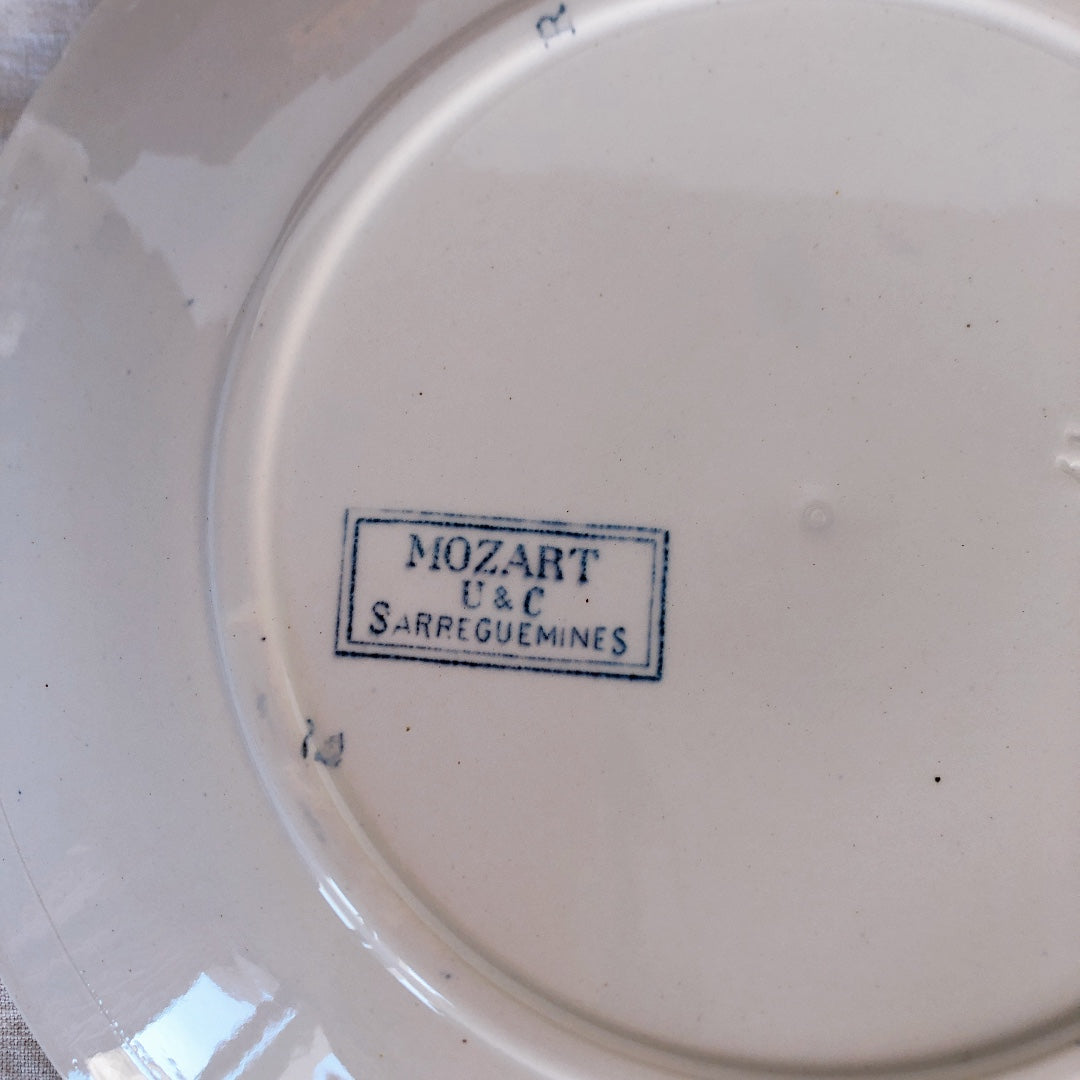 R
MOZART
U & C
SARREGUEMINES